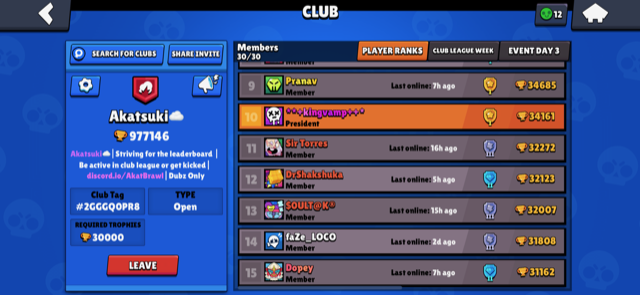 CLUB
12
SEARCH FOR CLUBS
SHARE INVITE
Members
30/30
PLAYER RANKS
CLUB LEAGUE WEEK
EVENT DAY 3
Akatsuki
977146
Akatsuki | Striving for the leaderboard |
Be active in club league or get kicked |
discord.io/AkatBrawl | Dubz Only
Club Tag
#2GGGQ0PR8
TYPE
Open
REQUIRED TROPHIES
30000
LEAVE
Member
9
Pranav
Member
Last online: 7h ago
34685
10
President
34161
11
Sir Torres
Member
Last online: 16h ago
32272
12
DrShakshuka
Member
Last online: 5h ago
32123
13
Member
Last online: 15h ago
32007
14
faZe_LOCO
Member
Last online: 2d ago
31808
15
Dopey
Member
Last online: 7h ago
31162